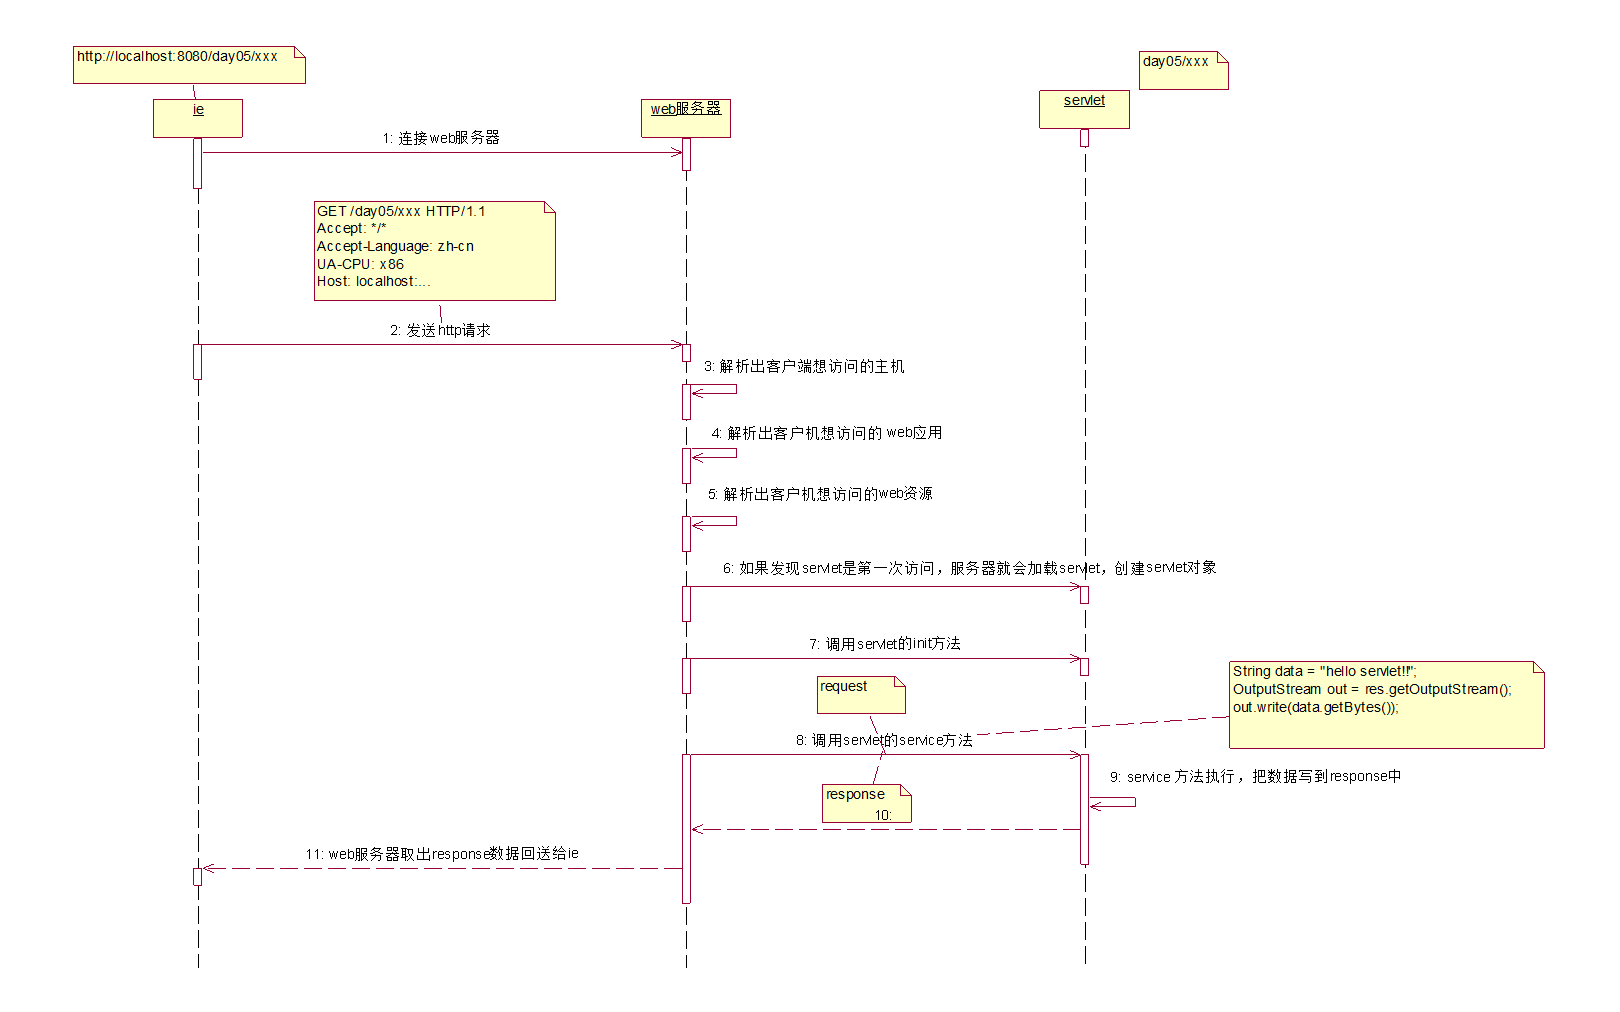 http://localhost:8080/day05/xxx
day05/xxx
ie
web服务器
servlet
1: 连接web服务器
GET /day05/xxx HTTP/1.1
Accept: */*
Accept-Language: zh-cn
UA-CPU: x86
Host: localhost:...
2: 发送http请求
3: 解析出客户端想访问的主机
4: 解析出客户机想访问的 web应用
5: 解析出客户机想访问的web资源
6: 如果发现servlet是第一次访问，服务器就会加载servlet，创建servlet对象
7: 调用servlet的init方法
String data = "hello servlet!!";
OutputStream out = res.getOutputStream();
out.write(data.getBytes());
request
8: 调用servlet的service方法
9: service 方法执行，把数据写到response中
response
10:
11: web服务器取出response数据回送给ie